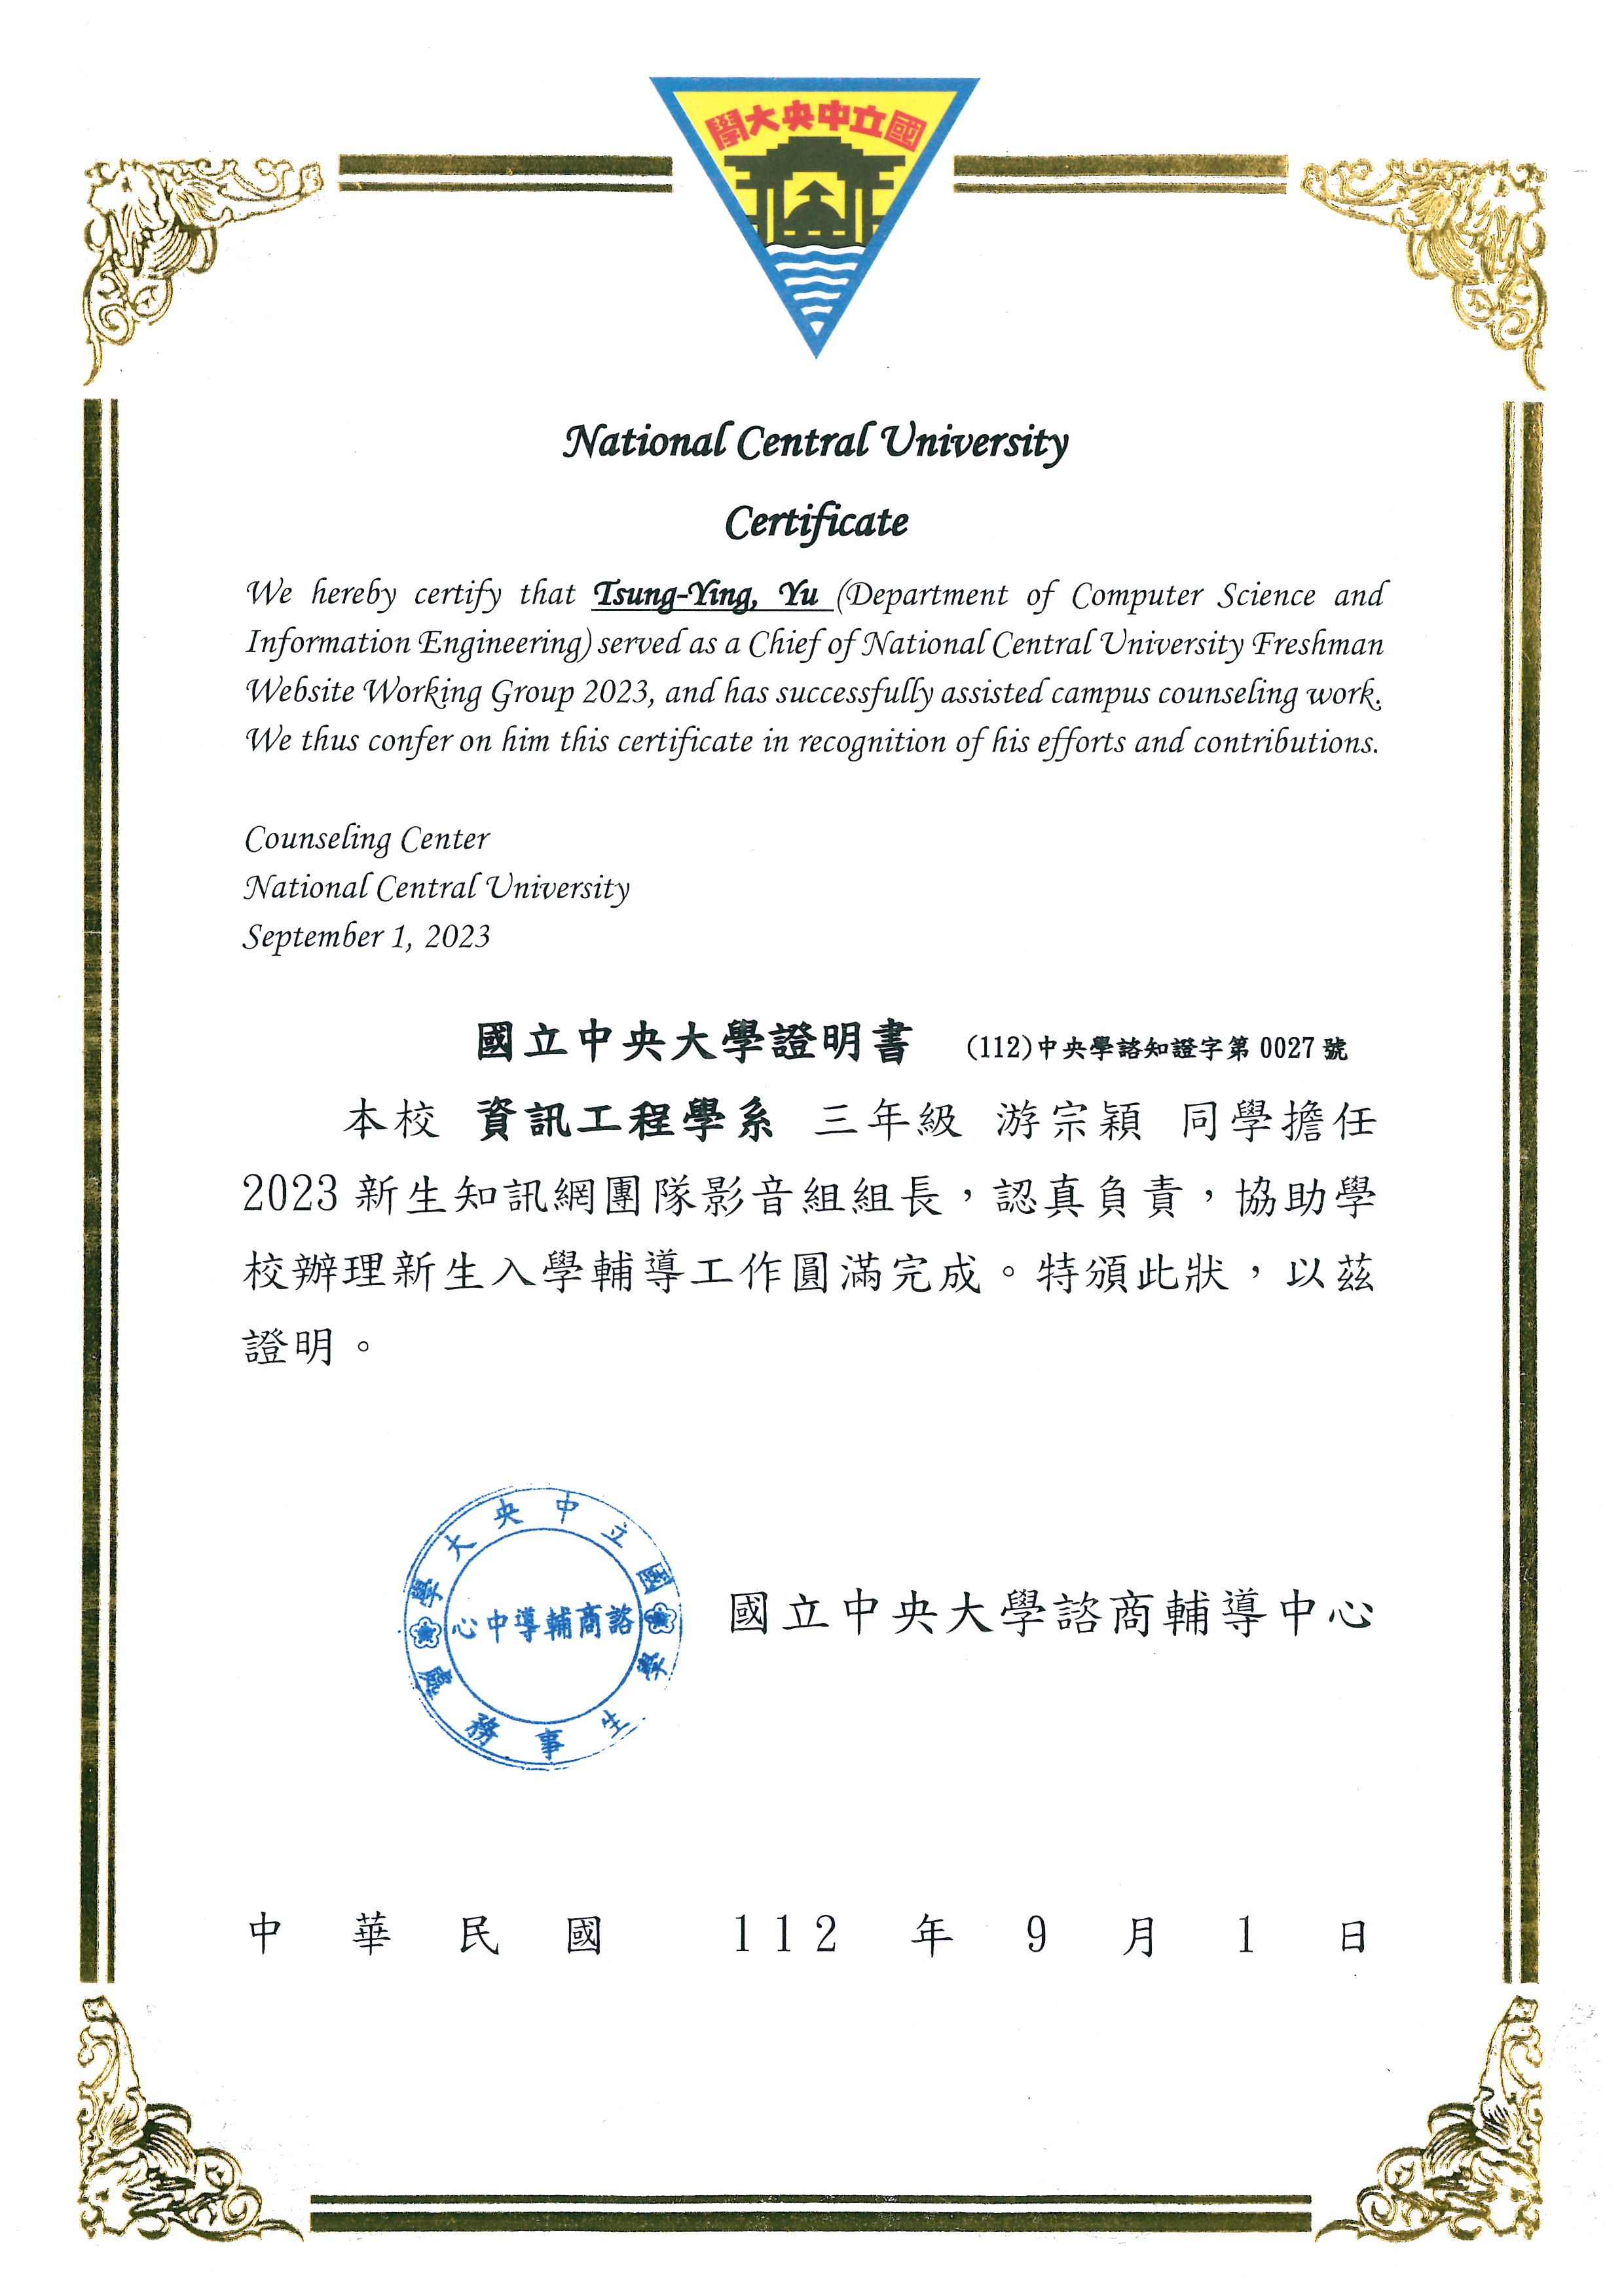 國立中央大學
National Central University
Certificate
We hereby certify that Tsung-Ying, Yu (Department of Computer Science and
Information Engineering) served as a Chief of National Central University Freshman
Website Working Group 2023, and has successfully assisted campus counseling work.
We thus confer on him this certificate in recognition of his efforts and contributions.
Counseling Center
National Central University
September 1, 2023
國立中央大學證明書 (112)中央學諮知證字第 0027 號
本校 資訊工程學系 三年級 游宗穎 同學擔任
2023 新生知訊網團隊影音組組長，認真負責，協助學
校辦理新生入學輔導工作圓滿完成。特頒此狀，以茲
證明。
國立中央大學
諮商輔導中心
學生事務處
國立中央大學諮商輔導中心
中華民國 112 年 9 月 1 日